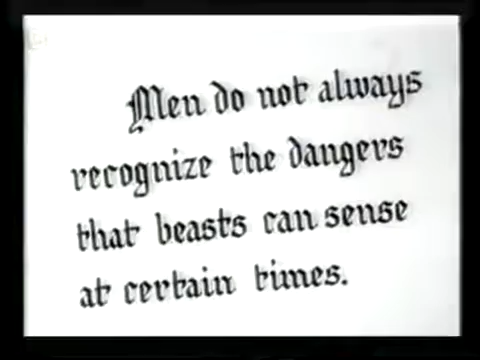 Men do not always
recognize the dangers
that beasts can sense
at certain times.